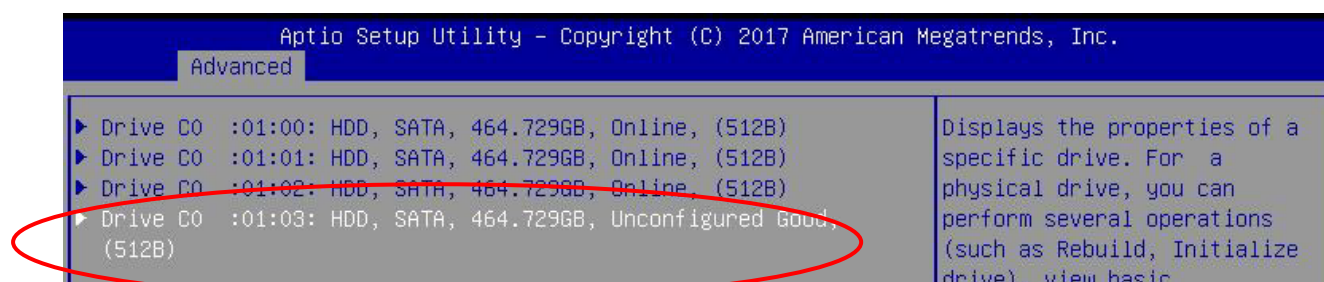 Aptio Setup Utility – Copyright (C) 2017 American Megatrends, Inc.
Advanced
Drive C0 :01:00: HDD, SATA, 464.729GB, Online, (512B)
Drive C0 :01:01: HDD, SATA, 464.729GB, Online, (512B)
Drive C0 :01:02: HDD, SATA, 464.729GB, Online, (512B)
Drive C0 :01:03: HDD, SATA, 464.729GB, Unconfigured Good,
(512B)
Displays the properties of a
specific drive. For a
physical drive, you can
perform several operations
(such as Rebuild, Initialize
drive), view basic